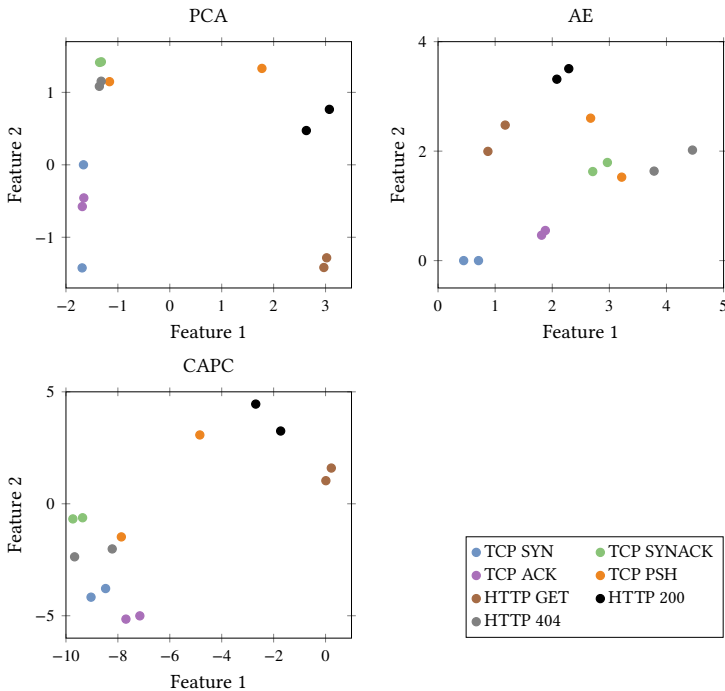 PCA
1
0
−1
Feature 2
−2 −1 0 1 2 3
Feature 1
AE
4
2
0
Feature 2
0 1 2 3 4 5
Feature 1
CAPC
5
0
−5
Feature 2
−10 −8 −6 −4 −2 0
Feature 1
TCP SYN TCP SYNACK
TCP ACK TCP PSH
HTTP GET HTTP 200
HTTP 404